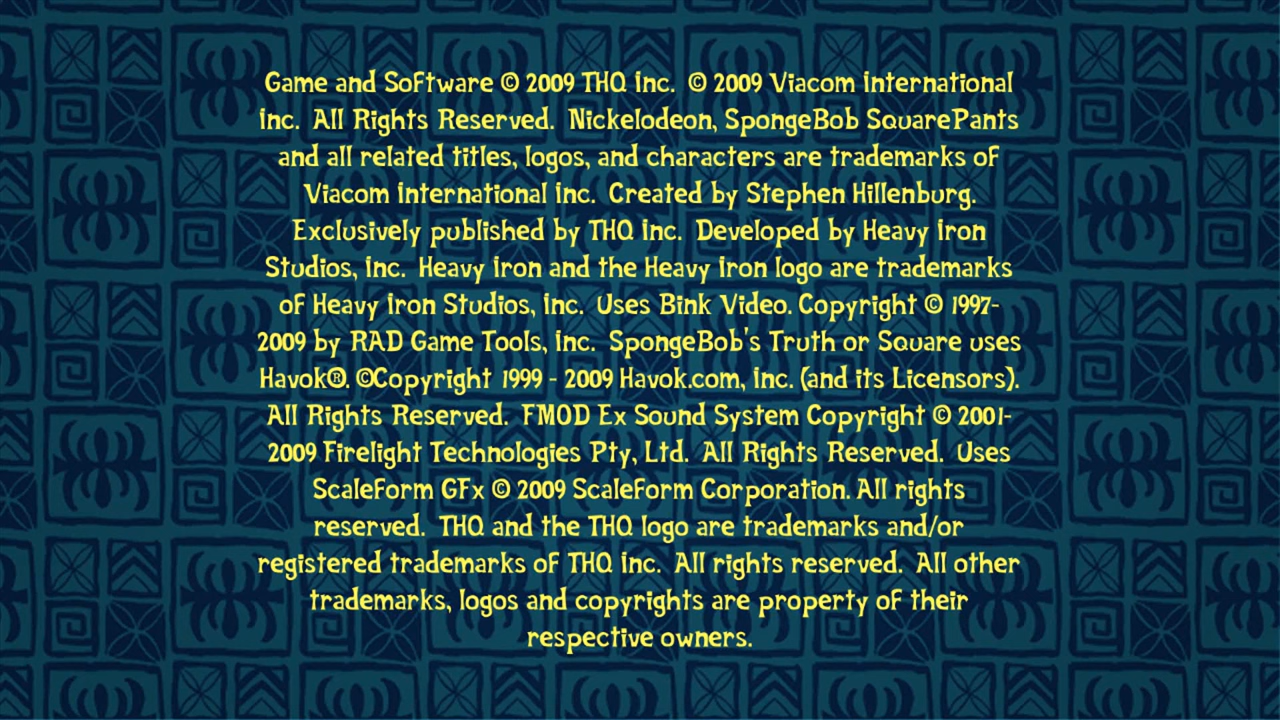 Game and Software © 2009 THQ Inc. © 2009 Viacom International
Inc. All Rights Reserved. Nickelodeon, SpongeBob SquarePants
and all related titles, logos, and characters are trademarks of
Viacom International Inc. Created by Stephen Hillenburg.
Exclusively published by THQ Inc. Developed by Heavy Iron
Studios, Inc. Heavy Iron and the Heavy Iron logo are trademarks
of Heavy Iron Studios, Inc. Uses Bink Video. Copyright © 1997-
2009 by RAD Game Tools, Inc. SpongeBob's Truth or Square uses
Havok®. ©Copyright 1999 - 2009 Havok.com, Inc. (and its Licensors).
All Rights Reserved. FMOD Ex Sound System Copyright © 2001-
2009 Firelight Technologies Pty, Ltd. All Rights Reserved. Uses
Scaleform GFx © 2009 Scaleform Corporation. All rights
reserved. THQ and the THQ logo are trademarks and/or
registered trademarks of THQ Inc. All rights reserved. All other
trademarks, logos and copyrights are property of their
respective owners.